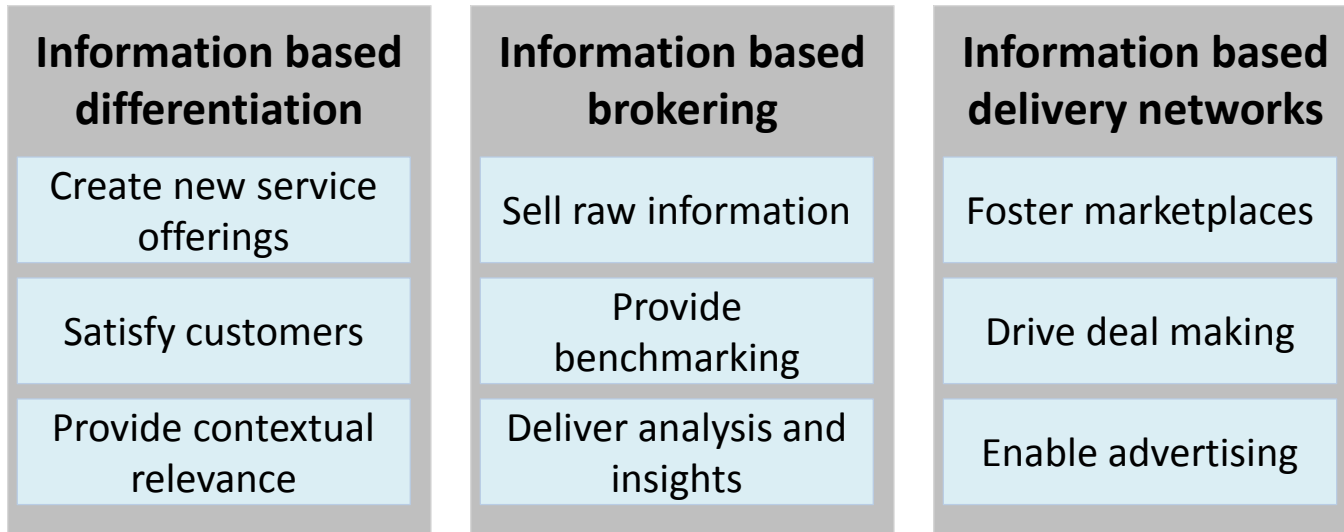 Information based
differentiation
Create new service
offerings
Satisfy customers
Provide contextual
relevance
Information based
brokering
Sell raw information
Provide
benchmarking
Deliver analysis and
insights
Information based
delivery networks
Foster marketplaces
Drive deal making
Enable advertising